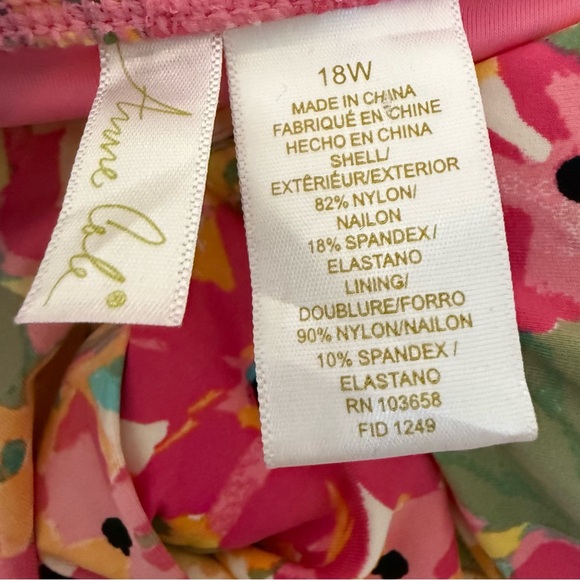 Anne Cole®
18W
MADE IN CHINA
FABRIQUÉ EN CHINE
HECHO EN CHINA
SHELL/
EXTÉRIEUR/EXTERIOR
82% NYLON/
NAILON
18% SPANDEX/
ELASTANO
LINING/
DOUBLURE/FORRO
90% NYLON/NAILON
10% SPANDEX /
ELASTANO
RN 103658
FID 1249